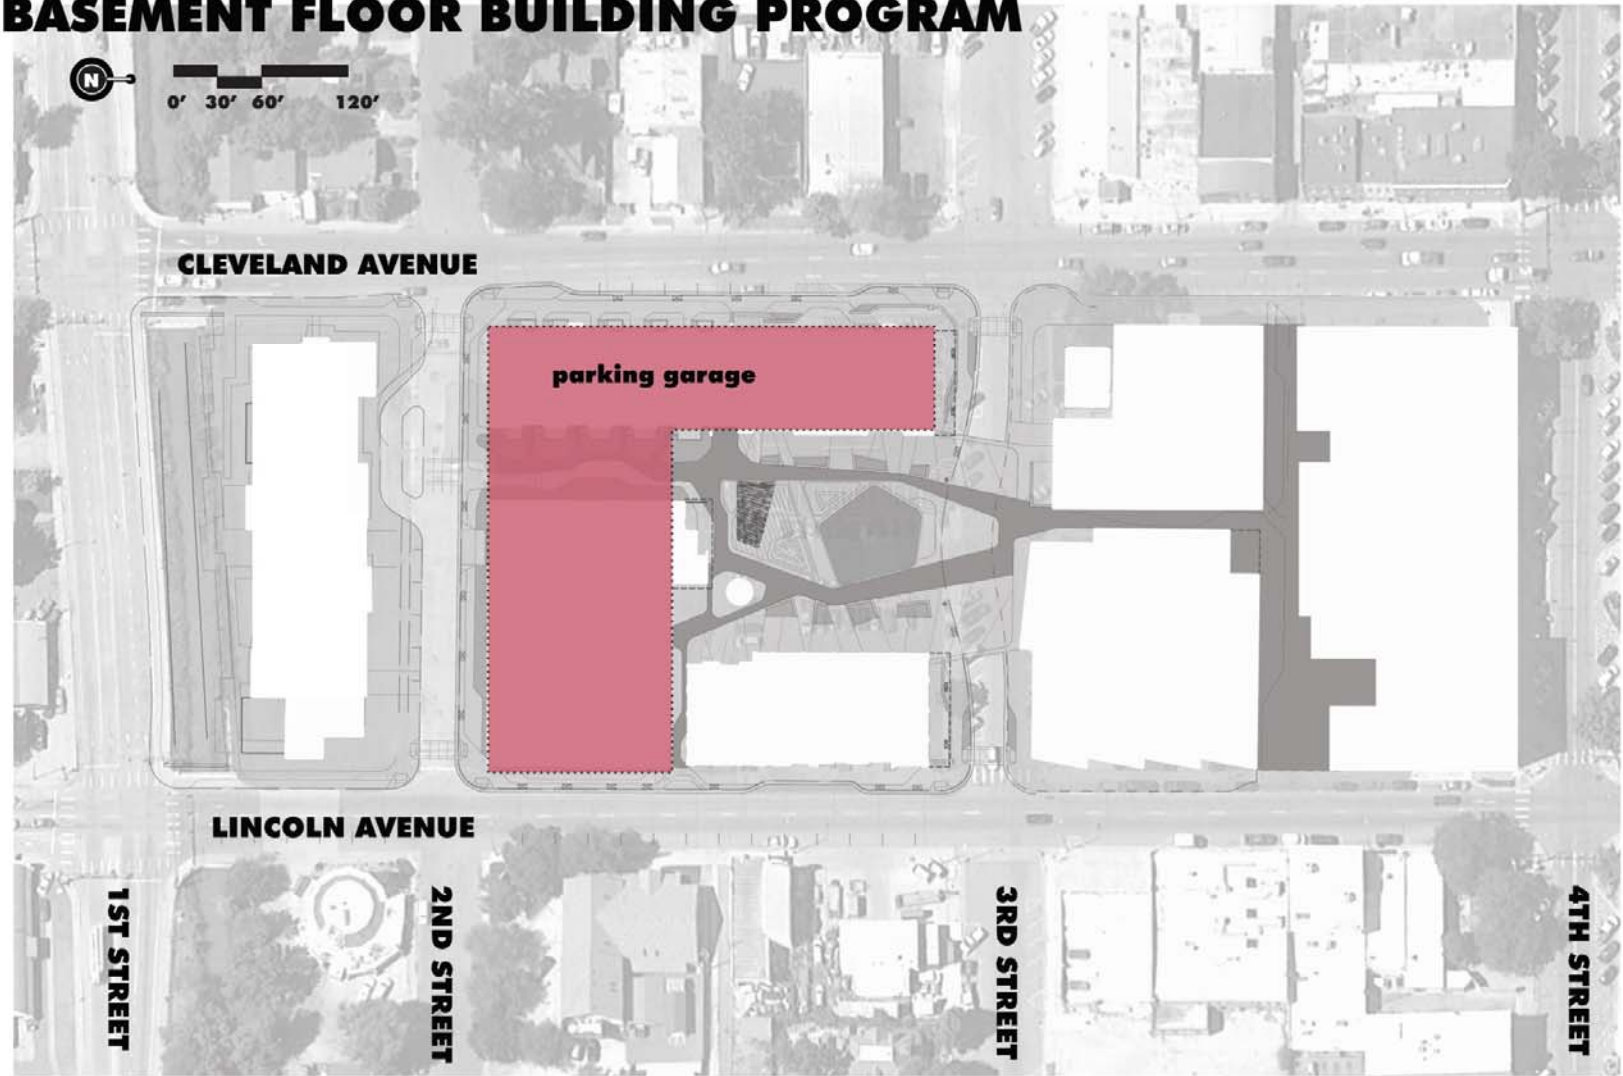 BASEMENT FLOOR BUILDING PROGRAM
N
0' 30' 60' 120'
CLEVELAND AVENUE
parking garage
LINCOLN AVENUE
1ST STREET
2ND STREET
3RD STREET
4TH STREET